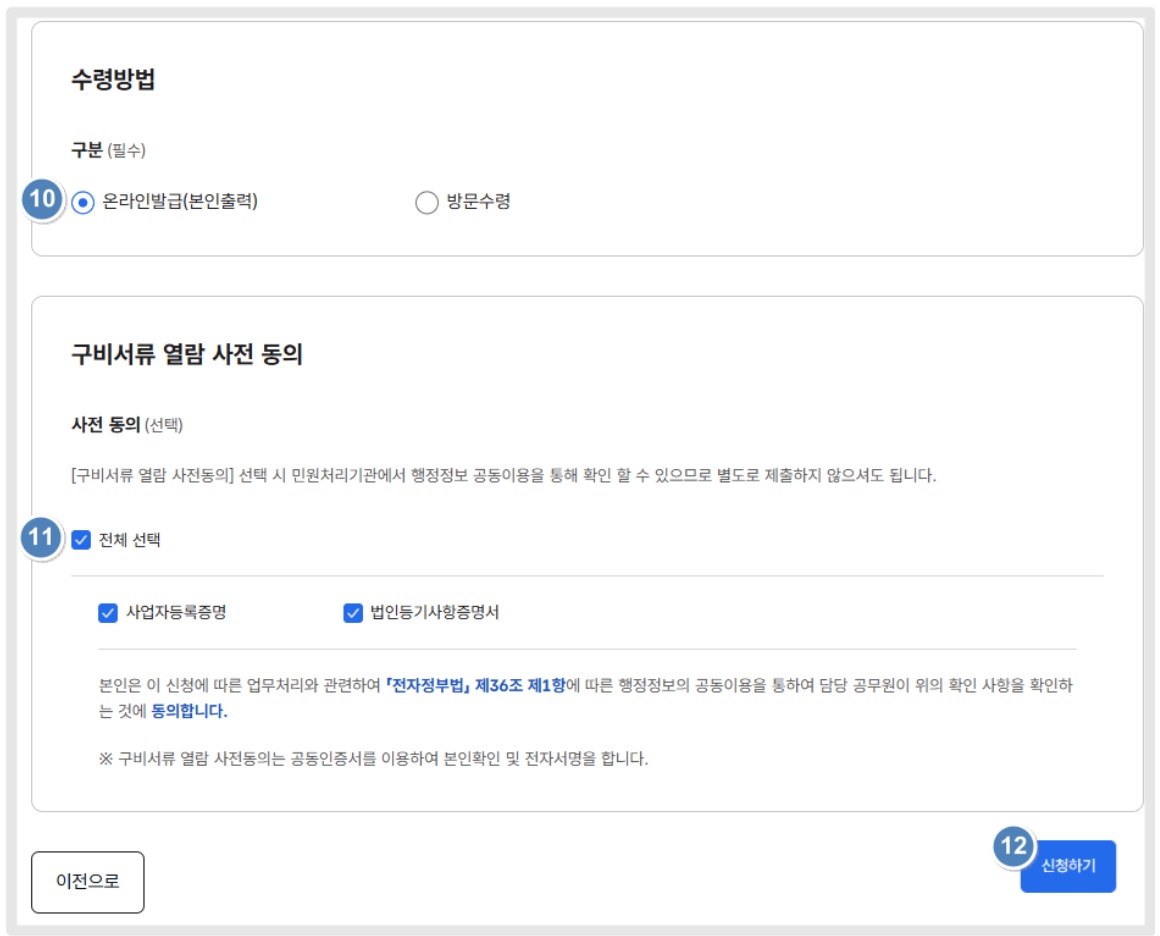 수령방법
구분 (필수)
10 온라인발급(본인출력) 방문수령
구비서류 열람 사전 동의
사전 동의 (선택)
[구비서류 열람 사전동의] 선택 시 민원처리기관에서 행정정보 공동이용을 통해 확인 할 수 있으므로 별도로 제출하지 않으셔도 됩니다.
11 전체 선택
사업자등록증명 법인등기사항증명서
본인은 이 신청에 따른 업무처리와 관련하여 『전자정부법』 제36조 제1항에 따른 행정정보의 공동이용을 통하여 담당 공무원이 위의 확인 사항을 확인하
는 것에 동의합니다.
※ 구비서류 열람 사전동의는 공동인증서를 이용하여 본인확인 및 전자서명을 합니다.
12 신청하기
이전으로